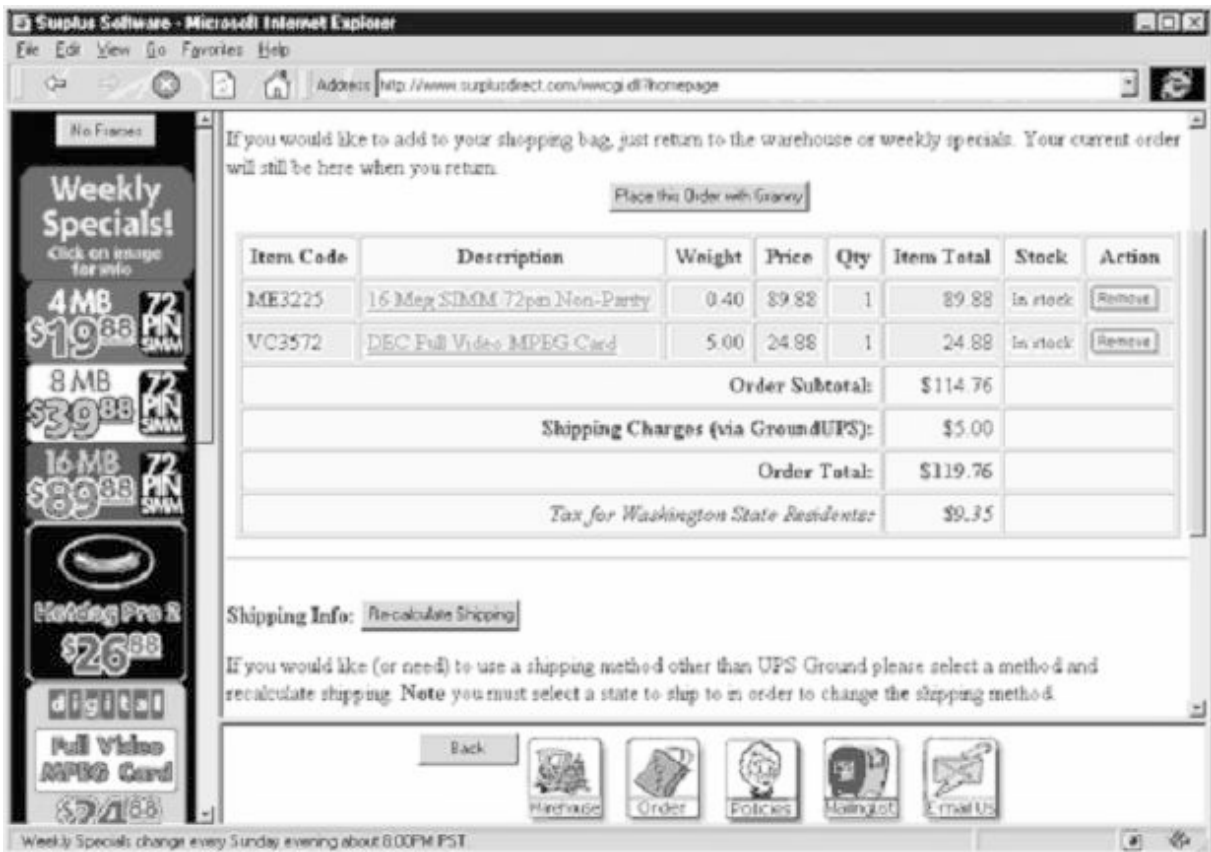 Surplus Software - Microsoft Internet Explorer
File Edit View Go Favorites Help
Address http://www.surplusdirect.com/wwcgi.dll?homepage
No Frames
Weekly
Specials!
Click on image
for info
4 MB
$19.88
72
PIN
SIMM
8 MB
$39.88
72
PIN
SIMM
16 MB
$89.88
72
PIN
SIMM
Hotdog Pro 2
$26.88
digital
Full Video
MPEG Card
$24.88
If you would like to add to your shopping bag, just return to the warehouse or weekly specials. Your current order
will still be here when you return.
Place this Order with Granny
Item Code Description Weight Price Qty Item Total Stock Action
ME3225 16 Meg SIMM 72pin Non-Parity 0.40 89.88 1 89.88 In stock Remove
VC3572 DEC Full Video MPEG Card 5.00 24.88 1 24.88 In stock Remove
Order Subtotal: $114.76
Shipping Charges (via GroundUPS): $5.00
Order Total: $119.76
Tax for Washington State Residents: $9.35
Shipping Info: Re-calculate Shipping
If you would like (or need) to use a shipping method other than UPS Ground please select a method and
recalculate shipping. Note you must select a state to ship to in order to change the shipping method.
Back
Warehouse
Order
Policies
MailingList
E-mail Us
Weekly Specials change every Sunday evening about 8:00PM PST